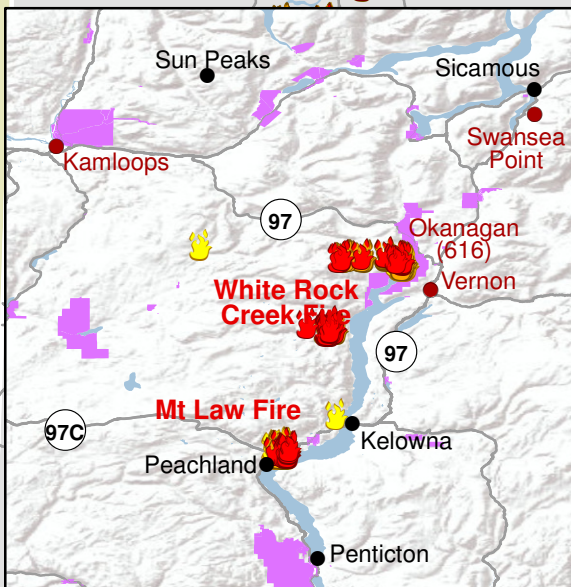 Sun Peaks
Sicamous
Swansea
Point
Kamloops
97
Okanagan
(616)
Vernon
White Rock
Creek Fire
97
Mt Law Fire
97C
Kelowna
Peachland
Penticton